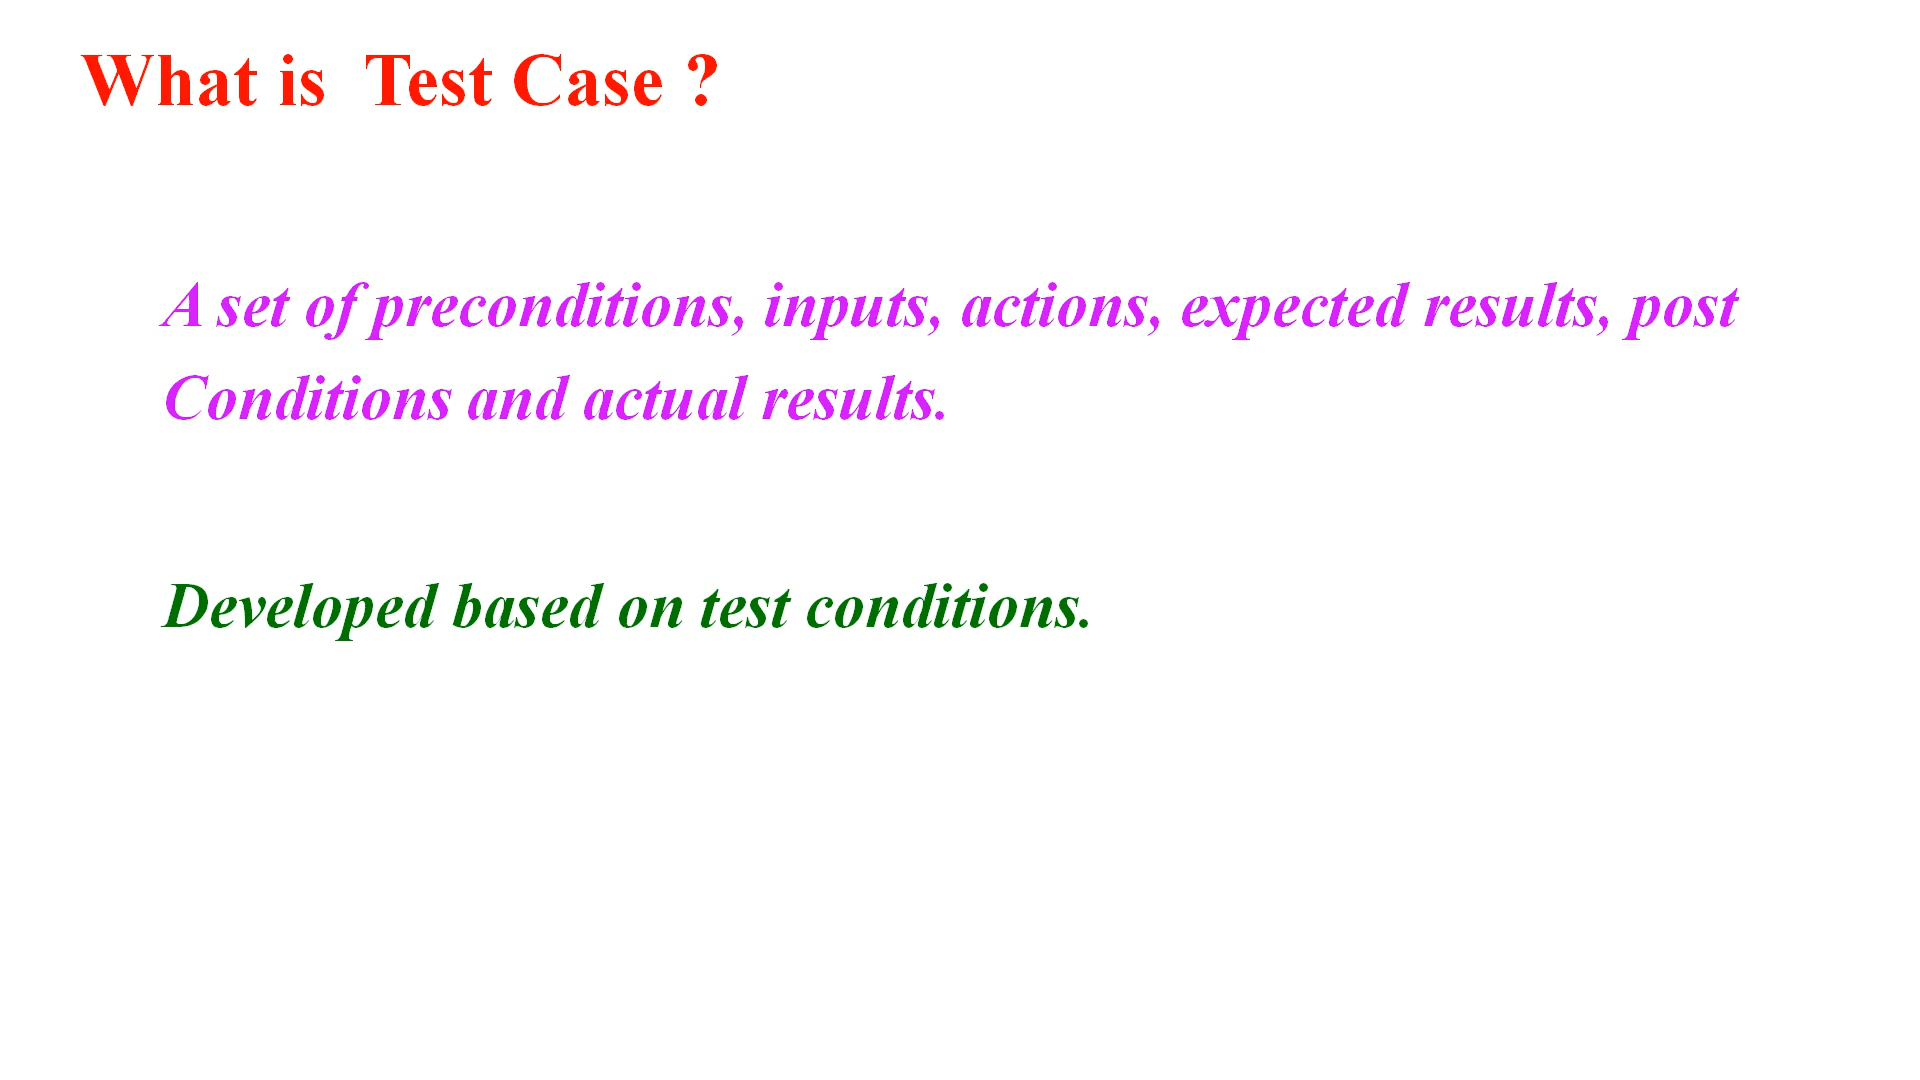 What is  Test Case ?
A set of preconditions, inputs, actions, expected results, post
Conditions and actual results.
Developed based on test conditions.